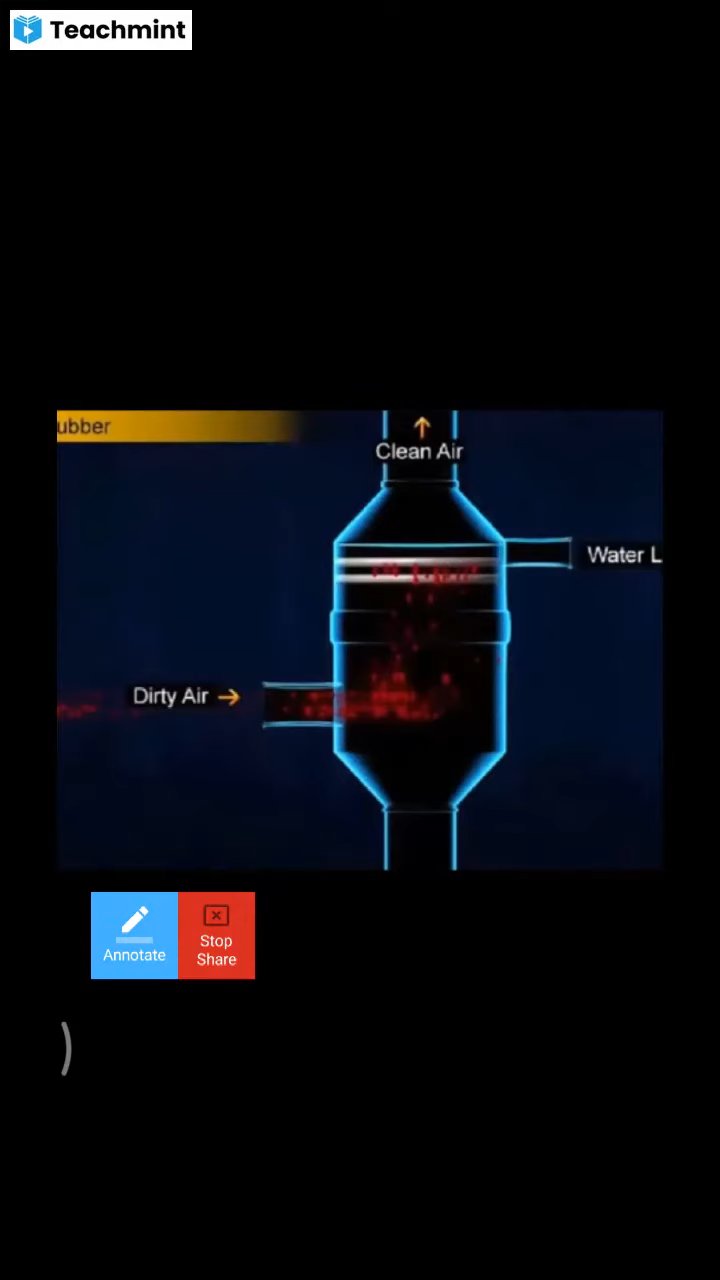 Teachmint
ubber
Clean Air
Water L
Dirty Air
Annotate
Stop
Share